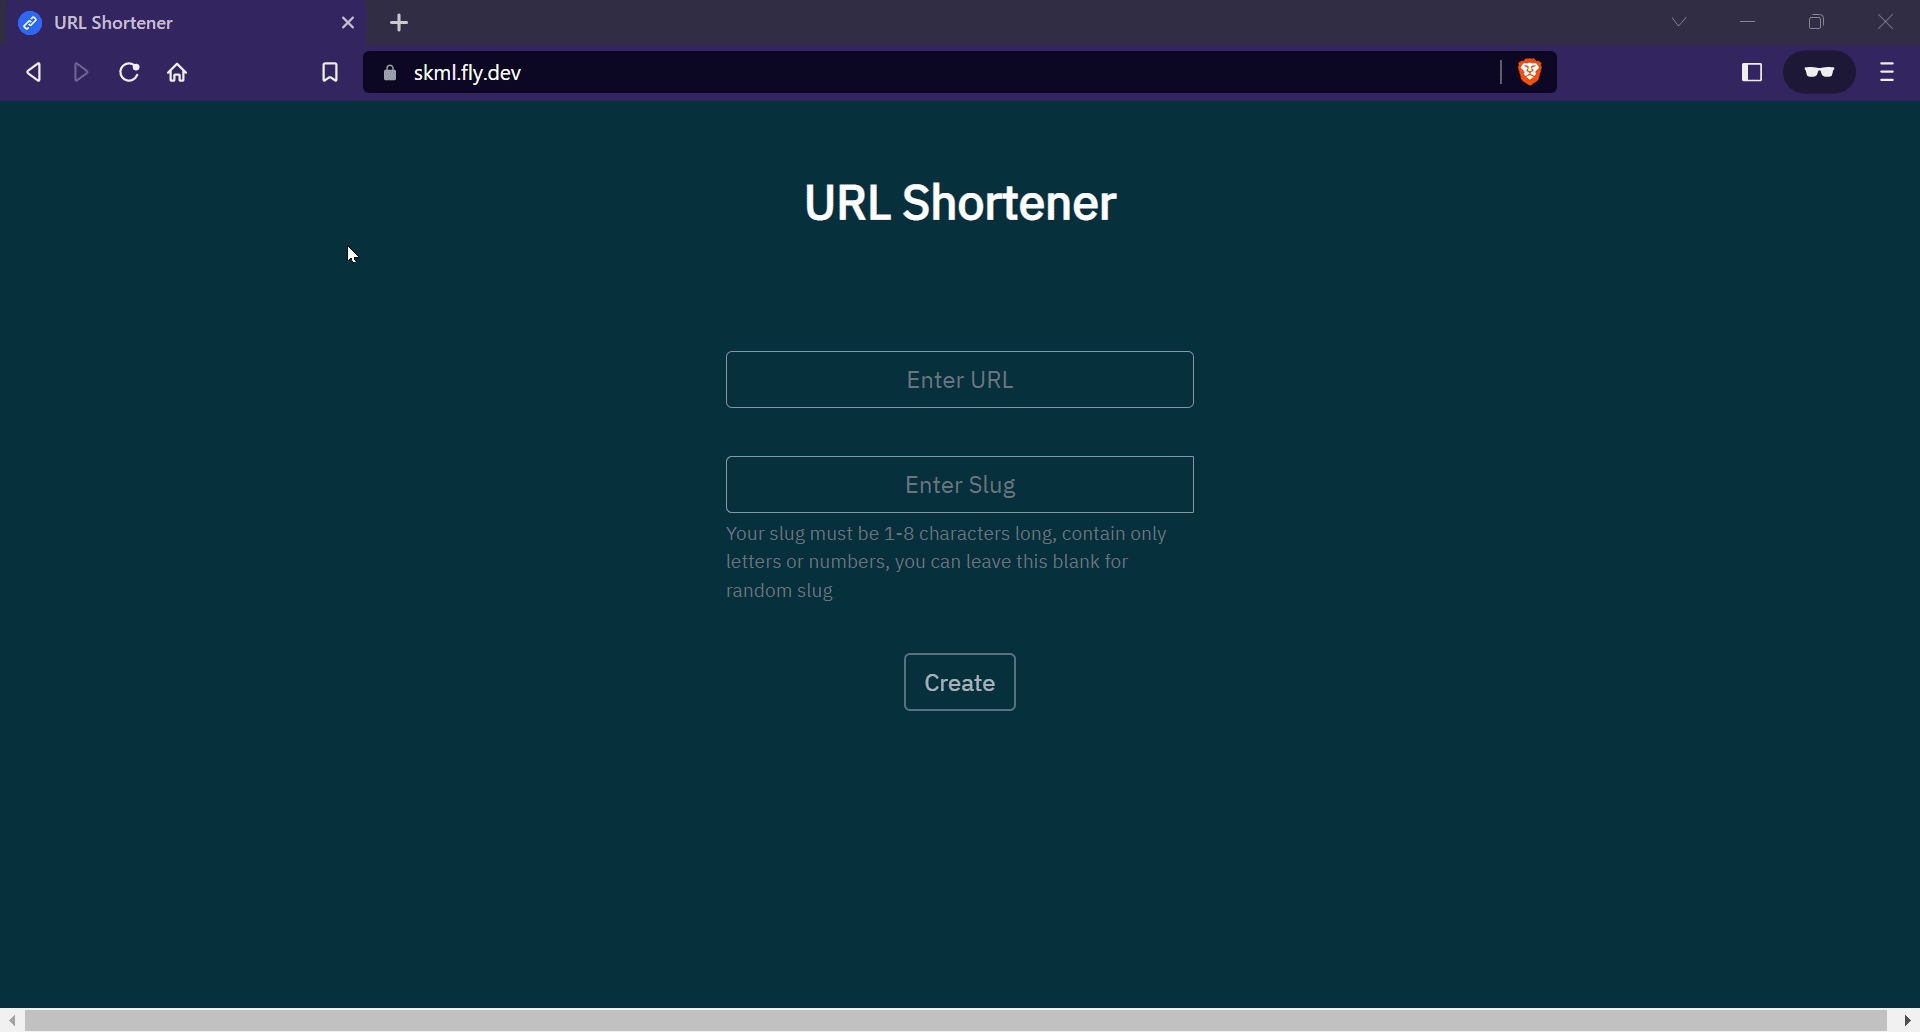 URL Shortener
skml.fly.dev
URL Shortener
Enter URL
Enter Slug
Your slug must be 1-8 characters long, contain only
letters or numbers, you can leave this blank for
random slug
Create